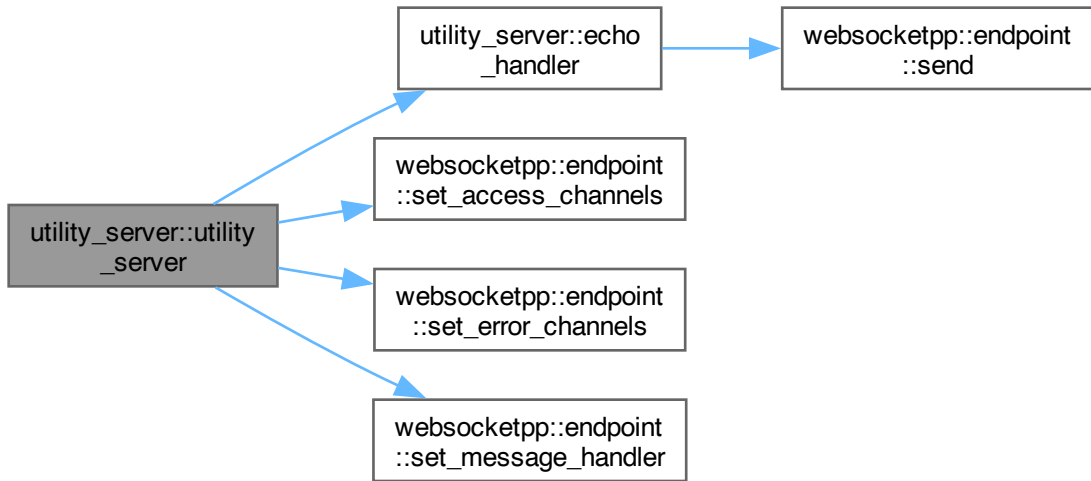 utility_server::echo
_handler
websocketpp::endpoint
::send
websocketpp::endpoint
::set_access_channels
utility_server::utility
_server
websocketpp::endpoint
::set_error_channels
websocketpp::endpoint
::set_message_handler